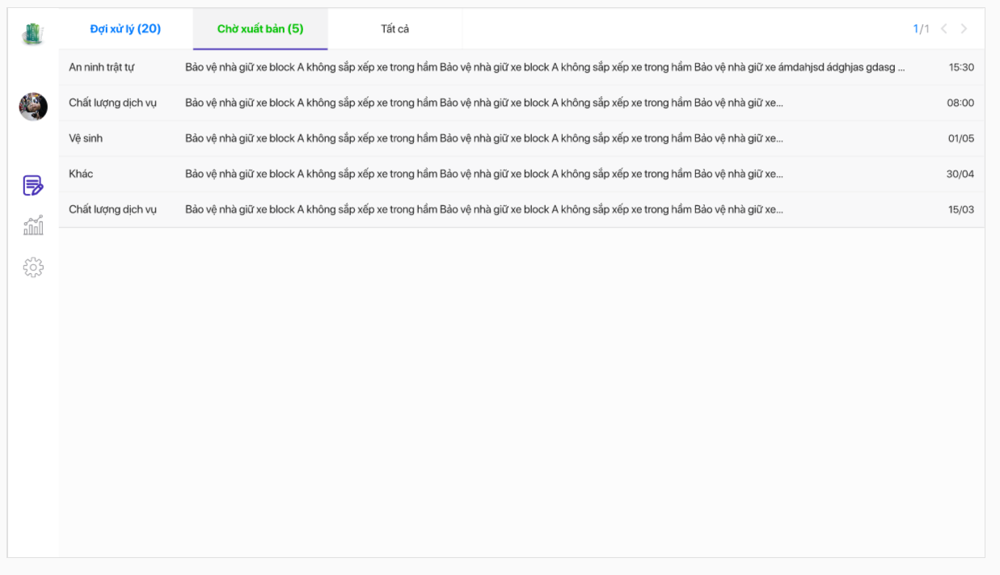 Đợi xử lý (20) Chờ xuất bản (5) Tất cả 1/1
An ninh trật tự Bảo vệ nhà giữ xe block A không sắp xếp xe trong hầm Bảo vệ nhà giữ xe block A không sắp xếp xe trong hầm Bảo vệ nhà giữ xe ámdahjsd ádghjas gdasg ... 15:30
Chất lượng dịch vụ Bảo vệ nhà giữ xe block A không sắp xếp xe trong hầm Bảo vệ nhà giữ xe block A không sắp xếp xe trong hầm Bảo vệ nhà giữ xe... 08:00
Vệ sinh Bảo vệ nhà giữ xe block A không sắp xếp xe trong hầm Bảo vệ nhà giữ xe block A không sắp xếp xe trong hầm Bảo vệ nhà giữ xe... 01/05
Khác Bảo vệ nhà giữ xe block A không sắp xếp xe trong hầm Bảo vệ nhà giữ xe block A không sắp xếp xe trong hầm Bảo vệ nhà giữ xe... 30/04
Chất lượng dịch vụ Bảo vệ nhà giữ xe block A không sắp xếp xe trong hầm Bảo vệ nhà giữ xe block A không sắp xếp xe trong hầm Bảo vệ nhà giữ xe... 15/03